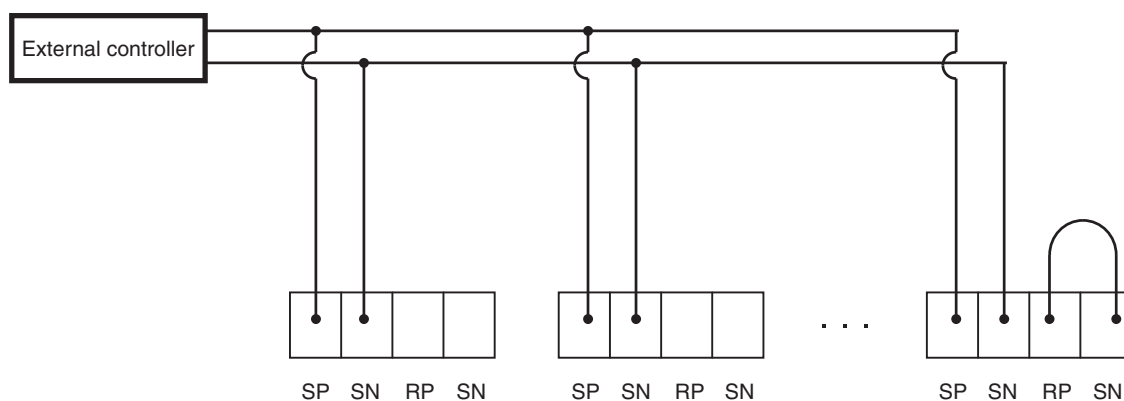 External controller
. . .
SP SN RP SN SP SN RP SN SP SN RP SN